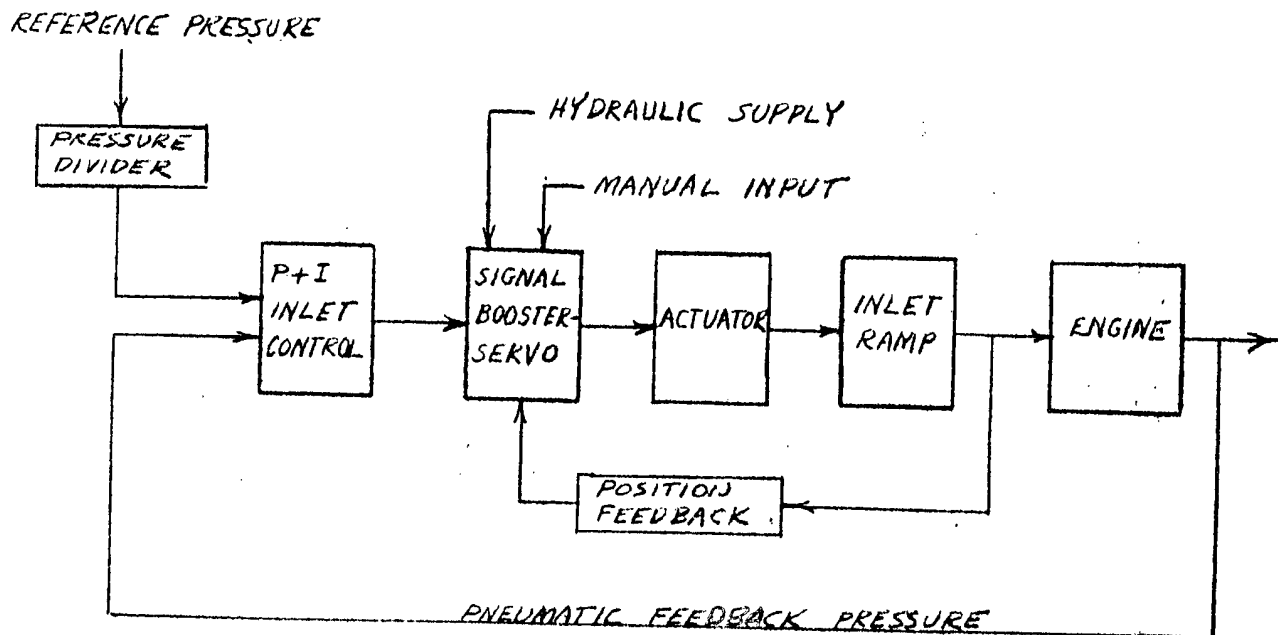 REFERENCE PRESSURE
PRESSURE
DIVIDER
HYDRAULIC SUPPLY
MANUAL INPUT
P+I
INLET
CONTROL
SIGNAL
BOOSTER-
SERVO
ACTUATOR
INLET
RAMP
ENGINE
POSITION
FEEDBACK
PNEUMATIC FEEDBACK PRESSURE